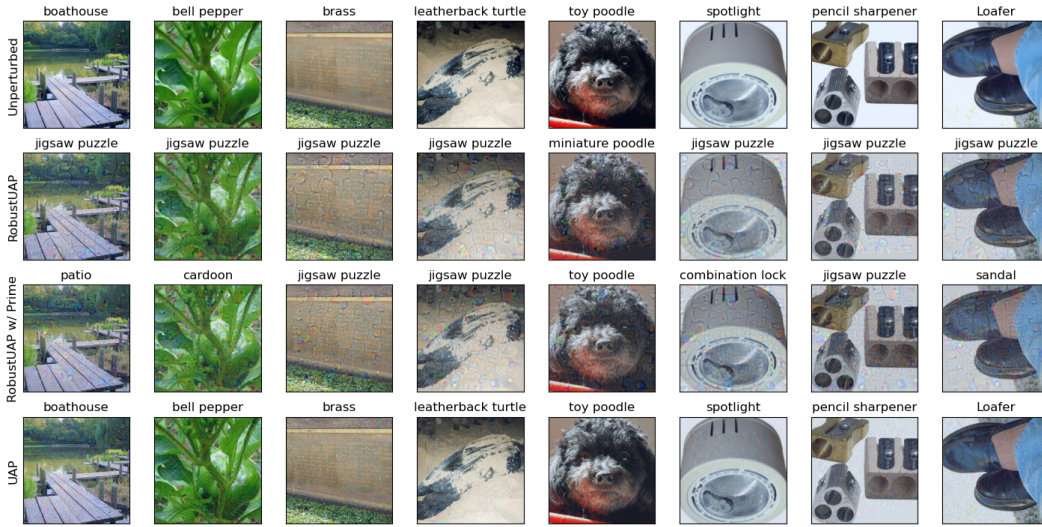 boathouse bell pepper brass leatherback turtle toy poodle spotlight pencil sharpener Loafer
Unperturbed
jigsaw puzzle jigsaw puzzle jigsaw puzzle jigsaw puzzle miniature poodle jigsaw puzzle jigsaw puzzle jigsaw puzzle
RobustUAP
patio cardoon jigsaw puzzle jigsaw puzzle toy poodle combination lock jigsaw puzzle sandal
RobustUAP w/ Prime
boathouse bell pepper brass leatherback turtle toy poodle spotlight pencil sharpener Loafer
UAP